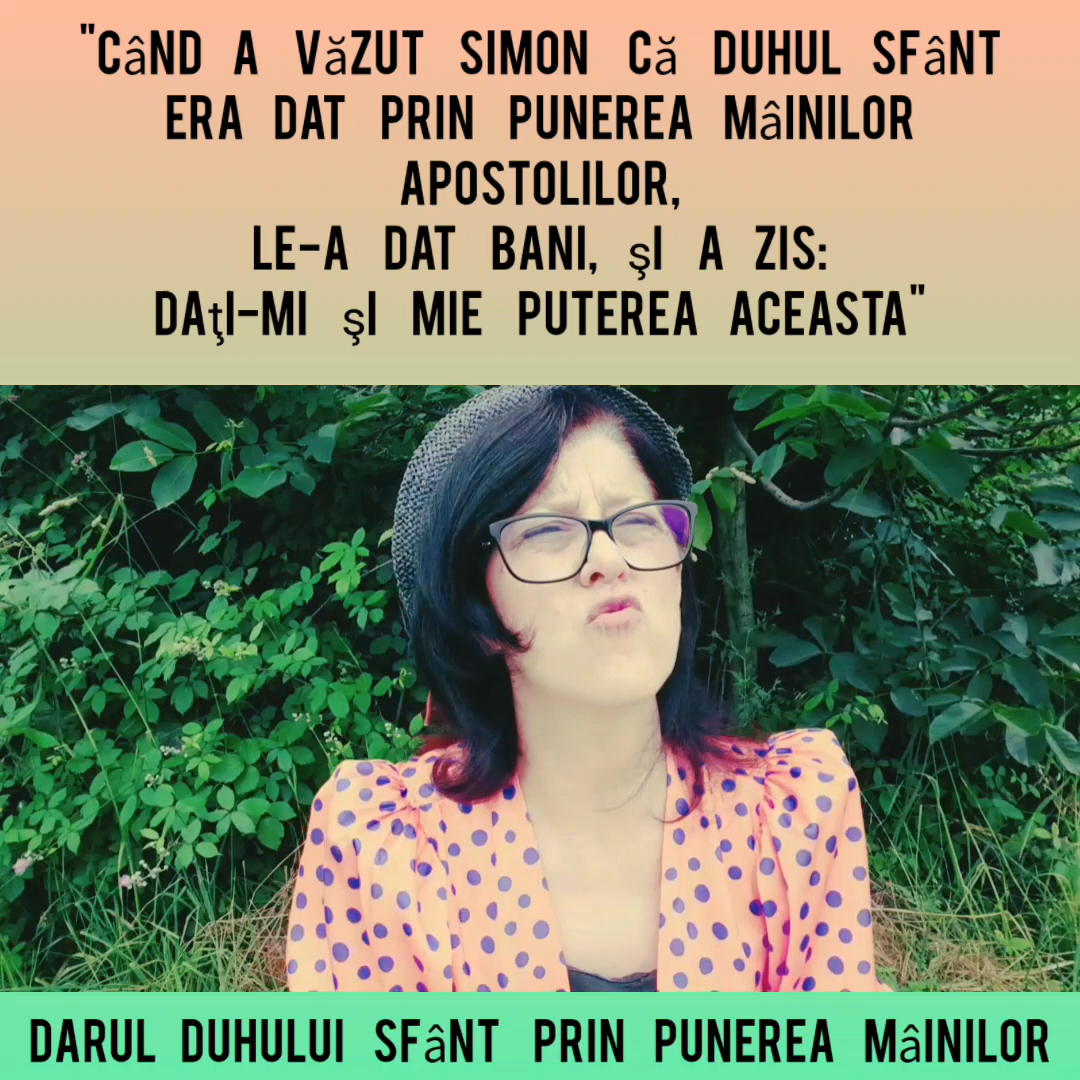 "CâND A VăZUT SIMON Că DUHUL SFâNT
ERA DAT PRIN PUNEREA MâINILOR
APOSTOLILOR,
LE-A DAT BANI, şI A ZIS:
DAţI-MI şI MIE PUTEREA ACEASTA"
DARUL DUHULUI SFâNT PRIN PUNEREA MâINILOR